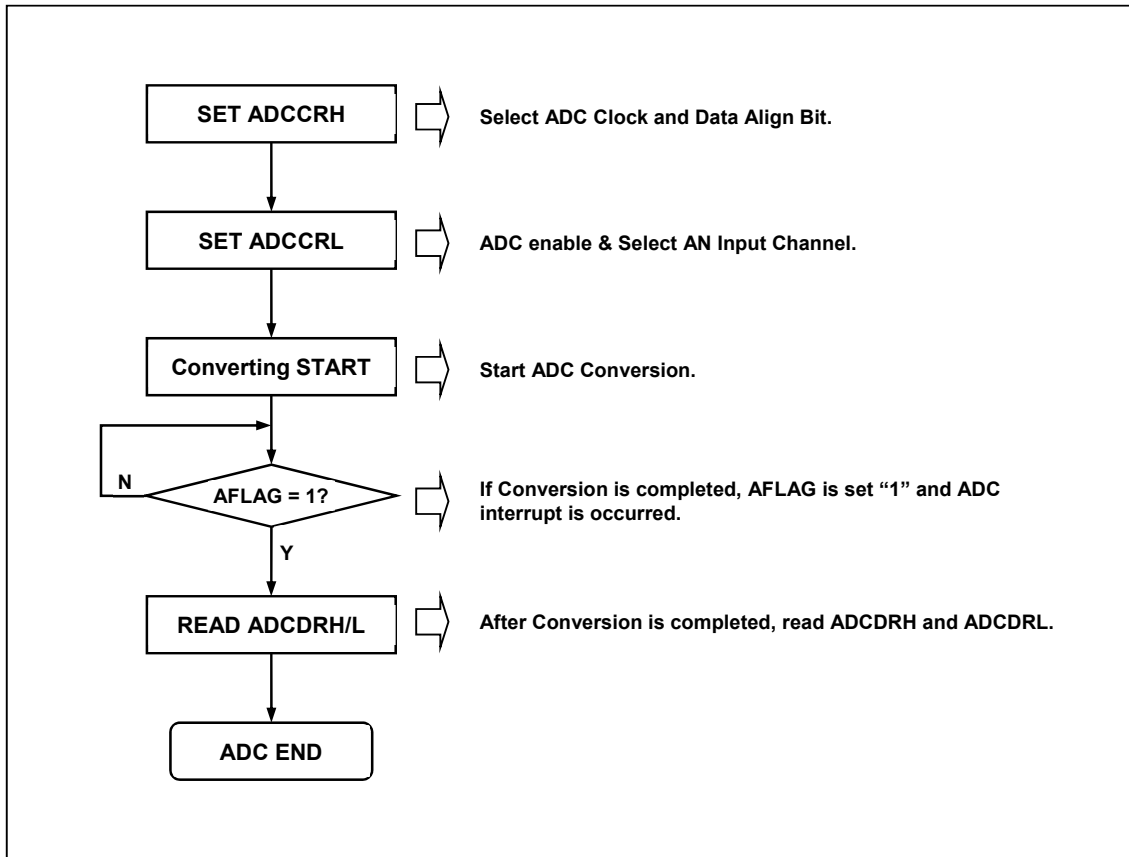 SET ADCCRH
Select ADC Clock and Data Align Bit.
SET ADCCRL
ADC enable & Select AN Input Channel.
Converting START
Start ADC Conversion.
N
AFLAG = 1?
If Conversion is completed, AFLAG is set “1” and ADC
interrupt is occurred.
Y
READ ADCDRH/L
After Conversion is completed, read ADCDRH and ADCDRL.
ADC END